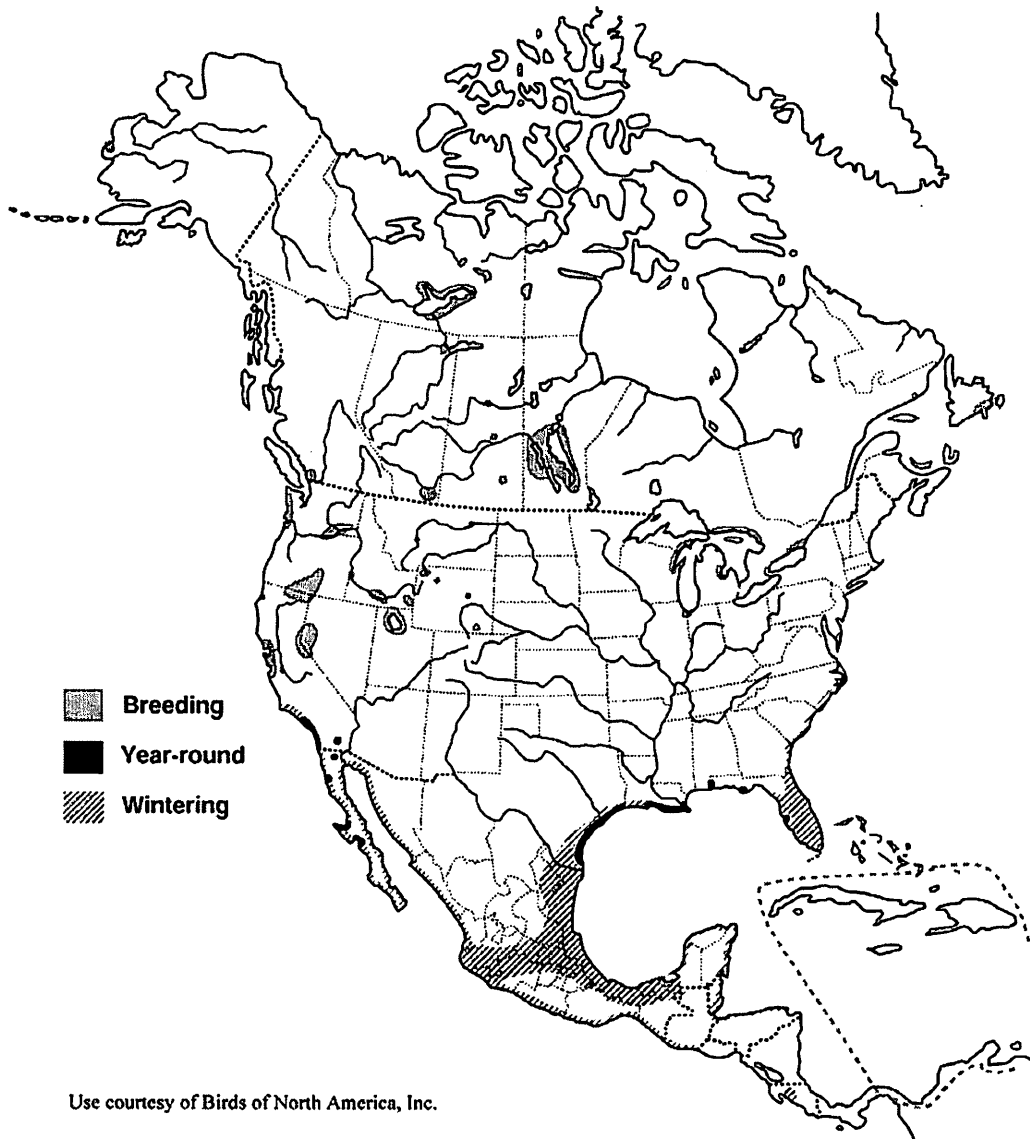 Breeding
Year-round
Wintering
Use courtesy of Birds of North America, Inc.